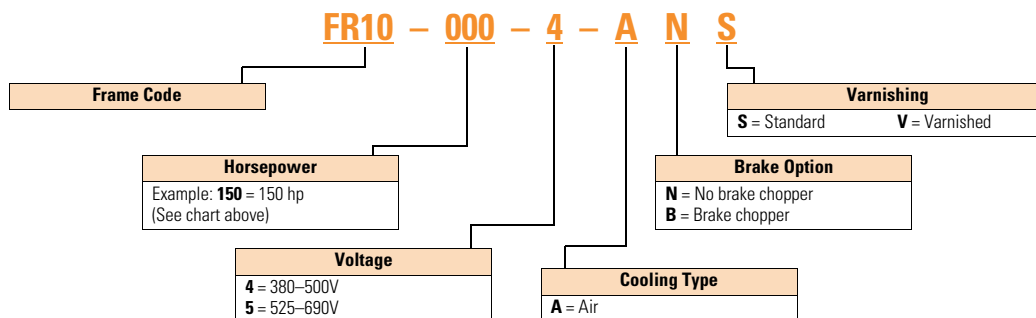 FR10 – 000 – 4 – A N S
Frame Code
Varnishing
S = Standard V = Varnished
Horsepower
Example: 150 = 150 hp
(See chart above)
Brake Option
N = No brake chopper
B = Brake chopper
Voltage
4 = 380–500V
5 = 525–690V
Cooling Type
A = Air